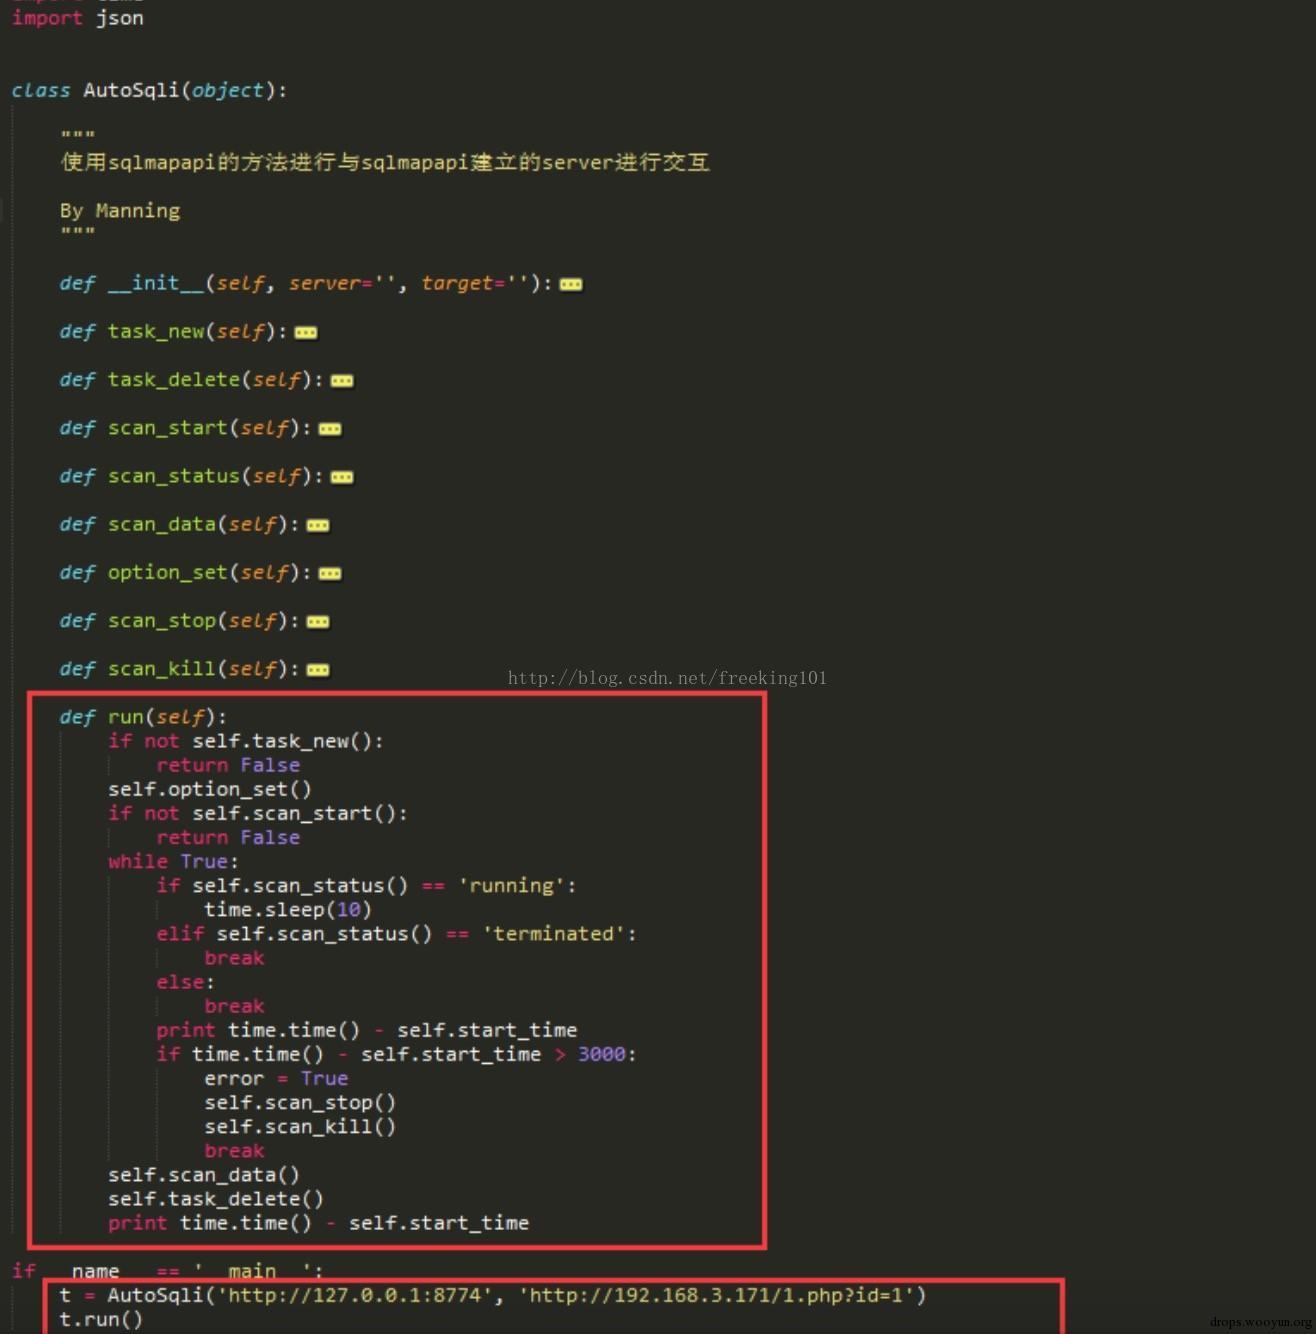 import time
import json
class AutoSqli(object):
"""
使用sqlmapapi的方法进行与sqlmapapi建立的server进行交互
By Manning
"""
def __init__(self, server='', target=''):
def task_new(self):
def task_delete(self):
def scan_start(self):
def scan_status(self):
def scan_data(self):
def option_set(self):
def scan_stop(self):
def scan_kill(self):
http://blog.csdn.net/freeking101
def run(self):
if not self.task_new():
return False
self.option_set()
if not self.scan_start():
return False
while True:
if self.scan_status() == 'running':
time.sleep(10)
elif self.scan_status() == 'terminated':
break
else:
break
print time.time() - self.start_time
if time.time() - self.start_time > 3000:
error = True
self.scan_stop()
self.scan_kill()
break
self.scan_data()
self.task_delete()
print time.time() - self.start_time
if __name__ == '__main__':
t = AutoSqli('http://127.0.0.1:8774', 'http://192.168.3.171/1.php?id=1')
t.run()
drops.wooyun.org